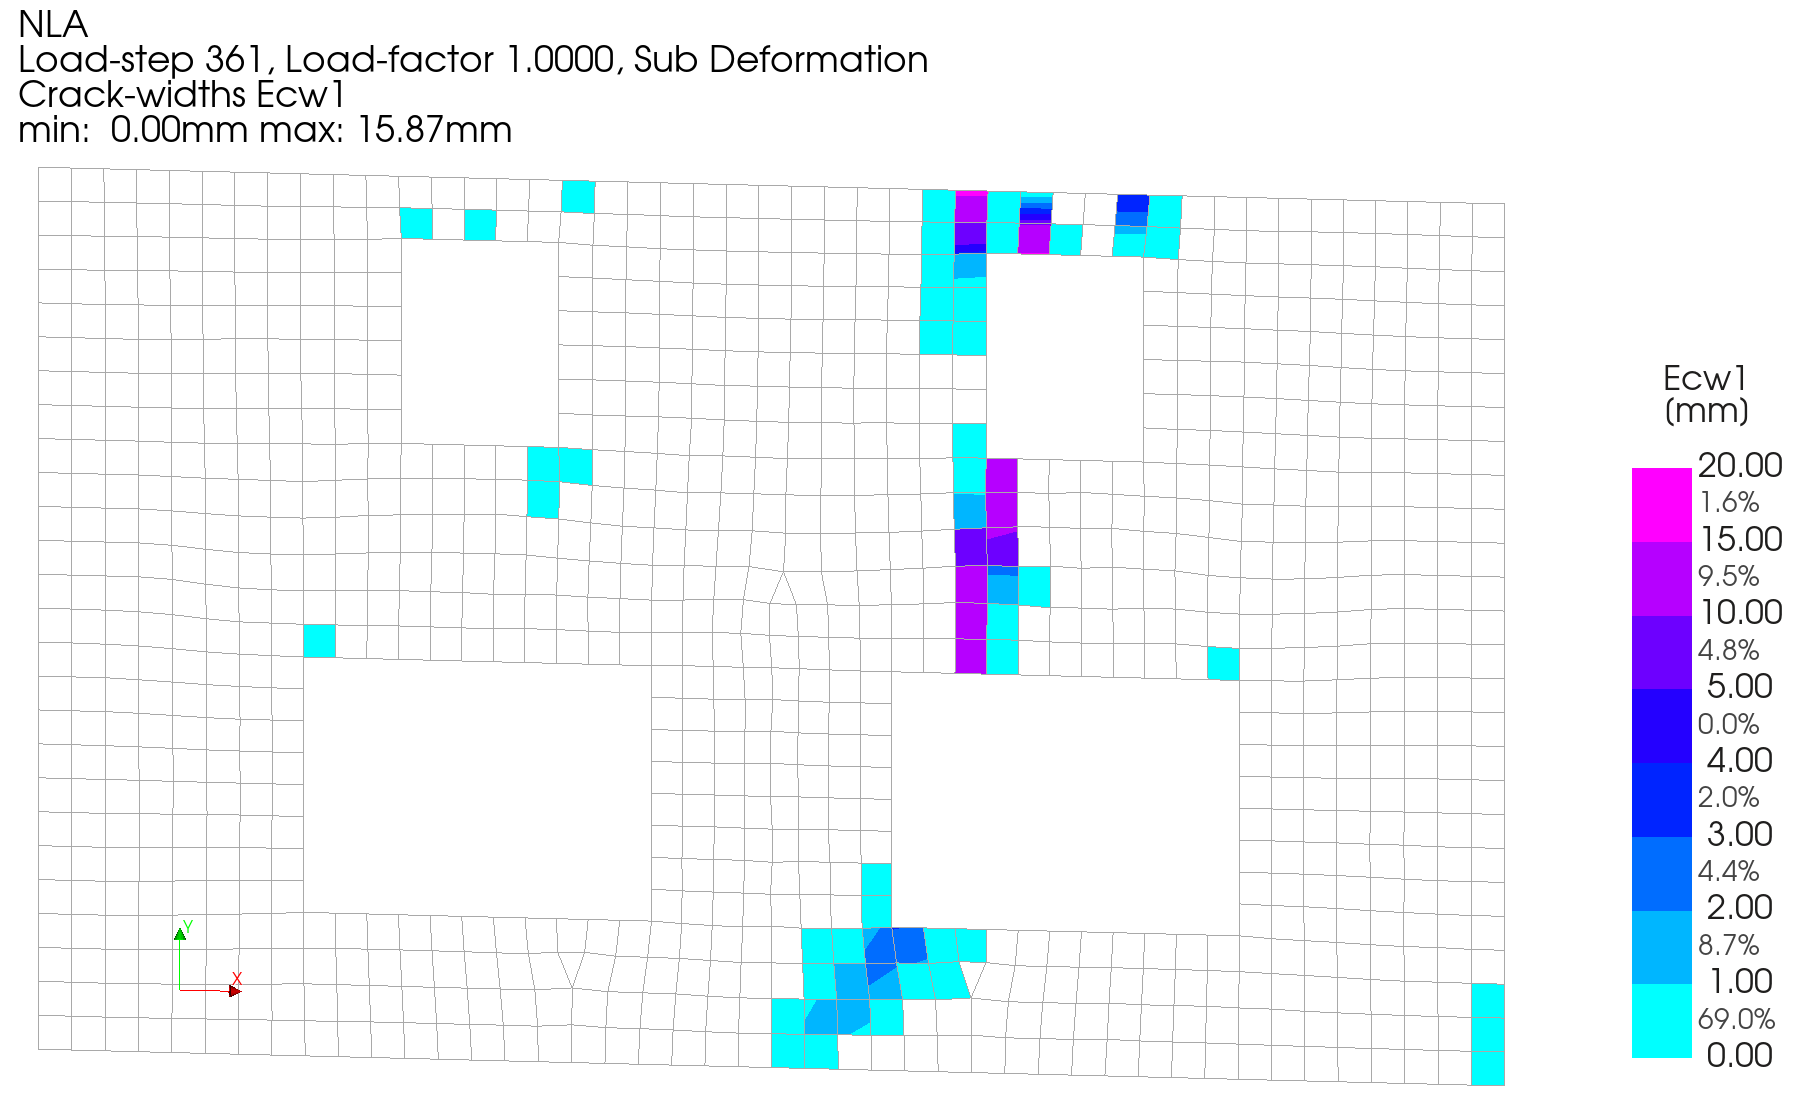 NLA
Load-step 361, Load-factor 1.0000, Sub Deformation
Crack-widths Ecw1
min:  0.00mm max: 15.87mm
Ecw1
(mm)
20.00
1.6%
15.00
9.5%
10.00
4.8%
5.00
0.0%
4.00
2.0%
3.00
4.4%
2.00
8.7%
1.00
69.0%
0.00
Y
X